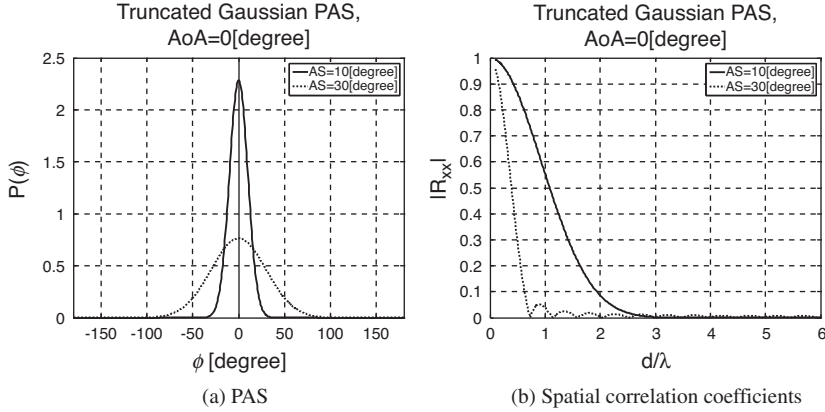 Truncated Gaussian PAS,
AoA=0[degree]
AS=10[degree]
AS=30[degree]
2.5
2
1.5
1
0.5
0
P(ϕ)
-150 -100 -50 0 50 100 150
ϕ [degree]
(a) PAS
Truncated Gaussian PAS,
AoA=0[degree]
AS=10[degree]
AS=30[degree]
1
0.9
0.8
0.7
0.6
0.5
0.4
0.3
0.2
0.1
0
|R_xx|
0 1 2 3 4 5 6
d/λ
(b) Spatial correlation coefficients